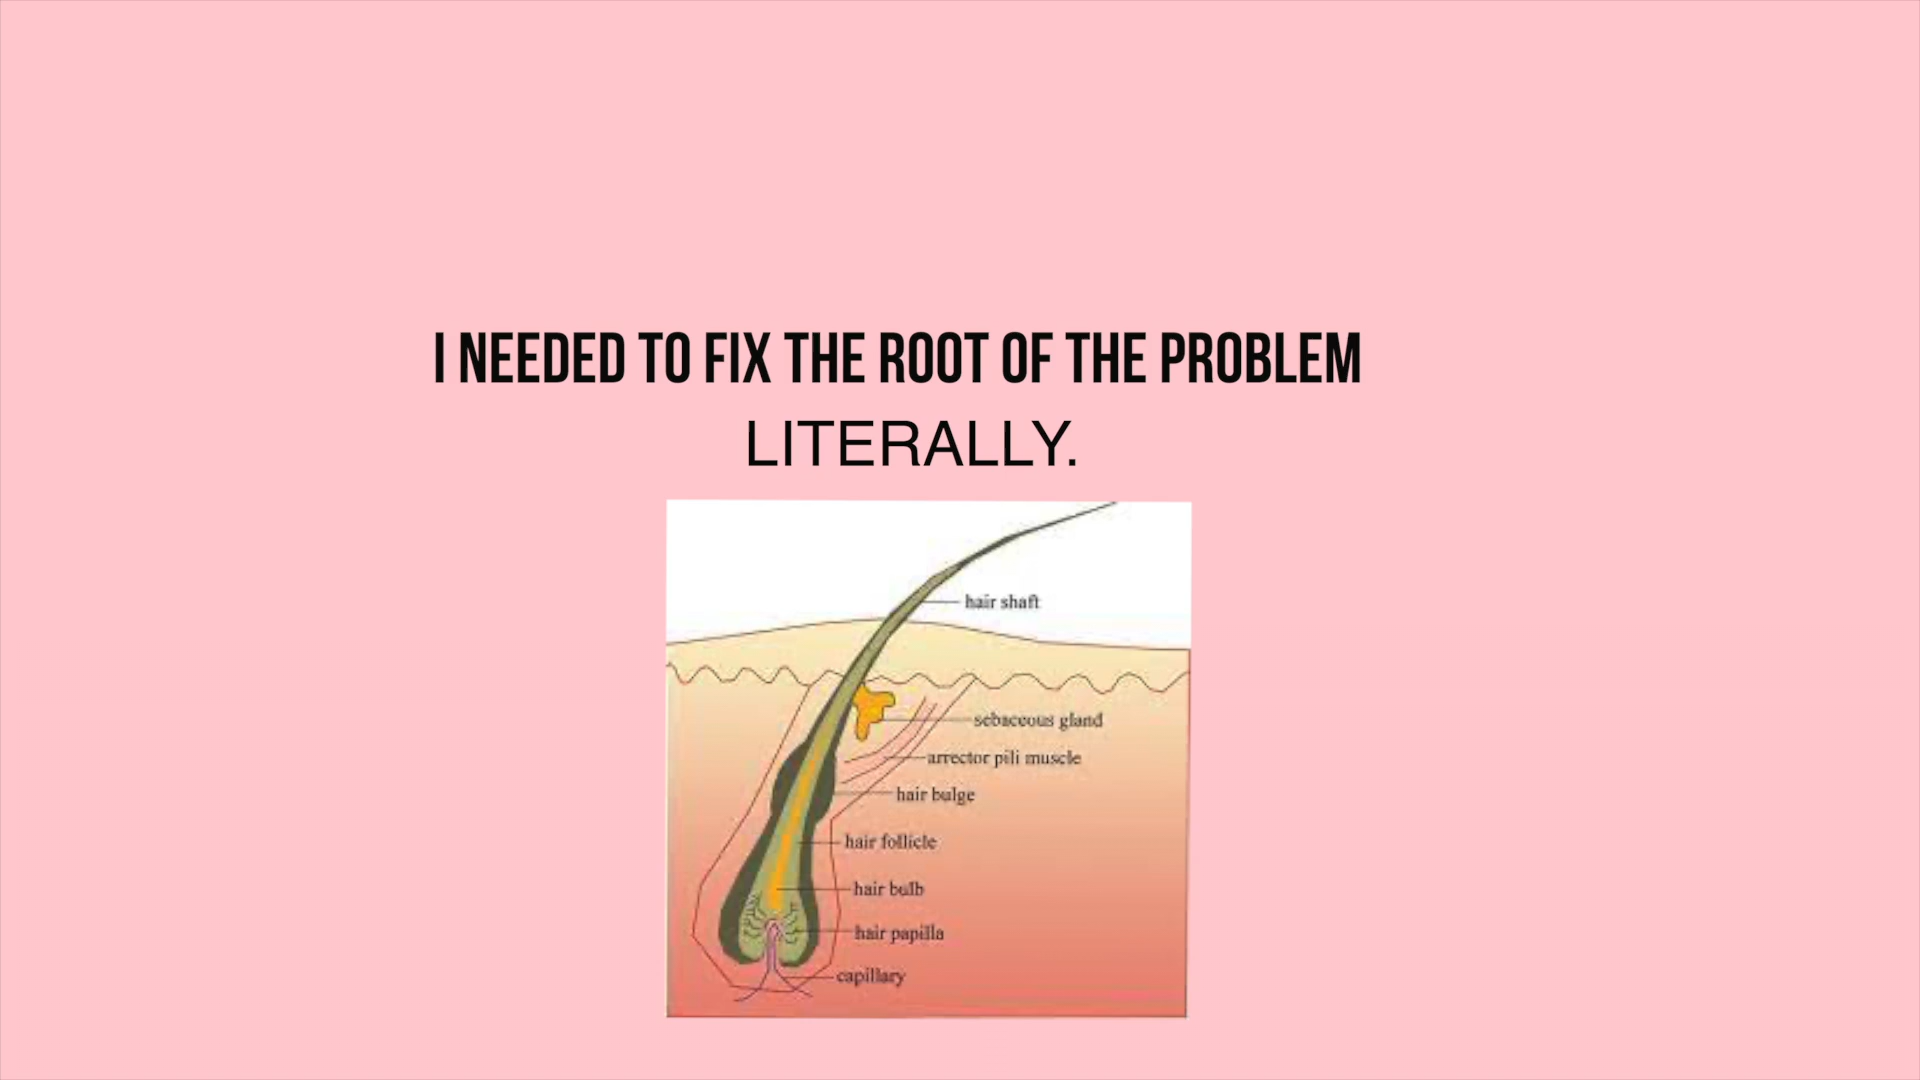 I NEEDED TO FIX THE ROOT OF THE PROBLEM
LITERALLY.
hair shaft
sebaceous gland
arrector pili muscle
hair bulge
hair follicle
hair bulb
hair papilla
capillary